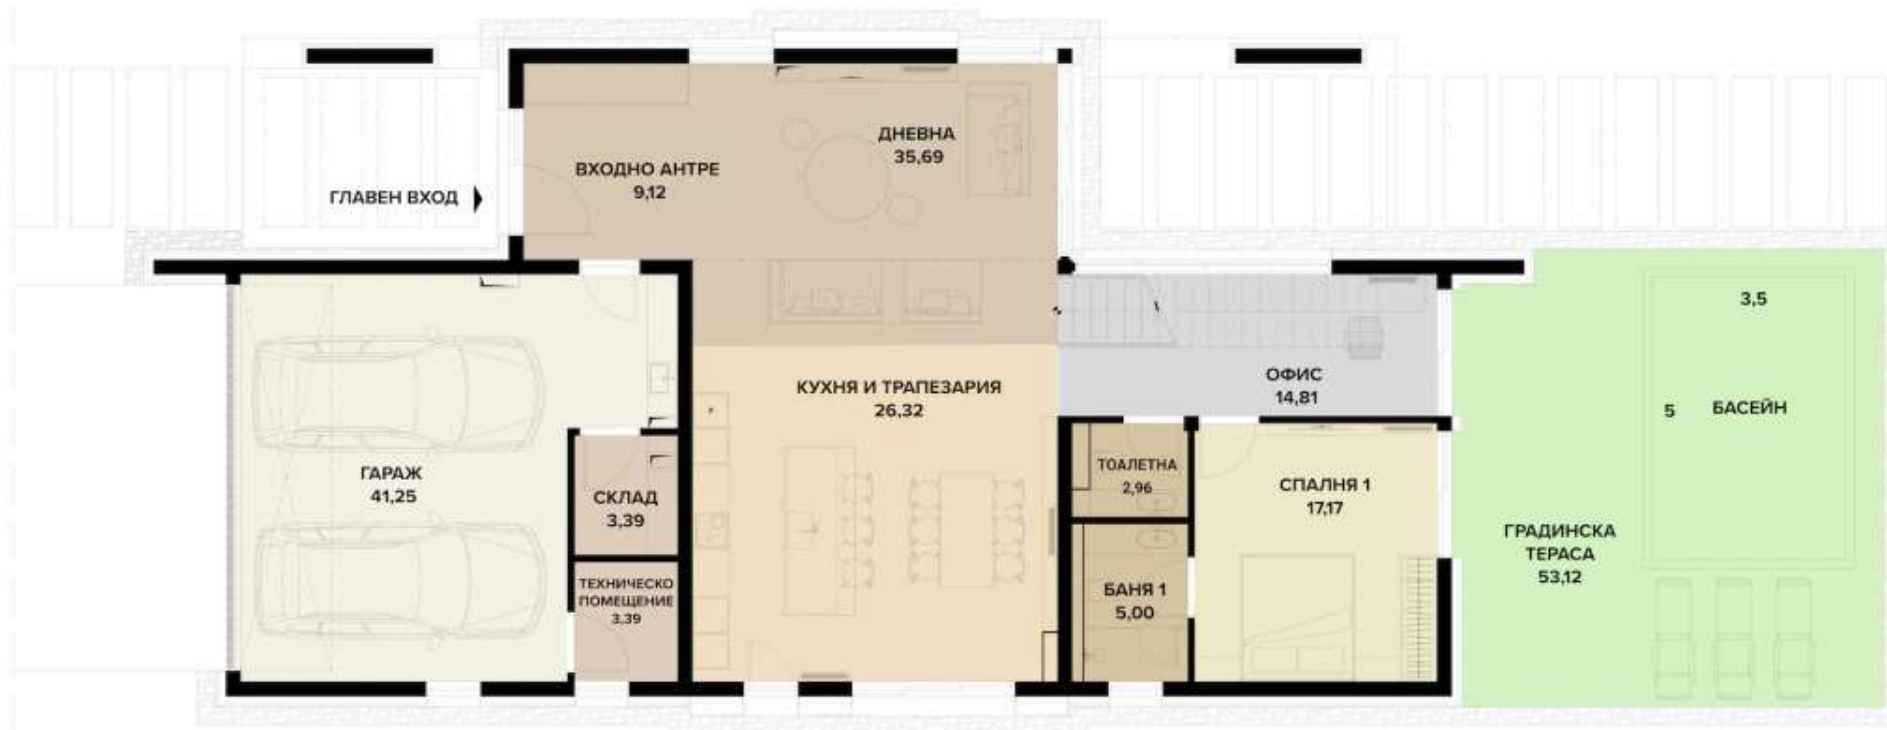 ДНЕВНА
35,69
ВХОДНО АНТРЕ
9,12
ГЛАВЕН ВХОД
3,5
ОФИС
14,81
КУХНЯ И ТРАПЕЗАРИЯ
26,32
5
БАСЕЙН
ГАРАЖ
41,25
СКЛАД
3,39
ТОАЛЕТНА
2,96
СПАЛНЯ 1
17,17
ГРАДИНСКА
ТЕРАСА
53,12
ТЕХНИЧЕСКО
ПОМЕЩЕНИЕ
3,39
БАНЯ 1
5,00